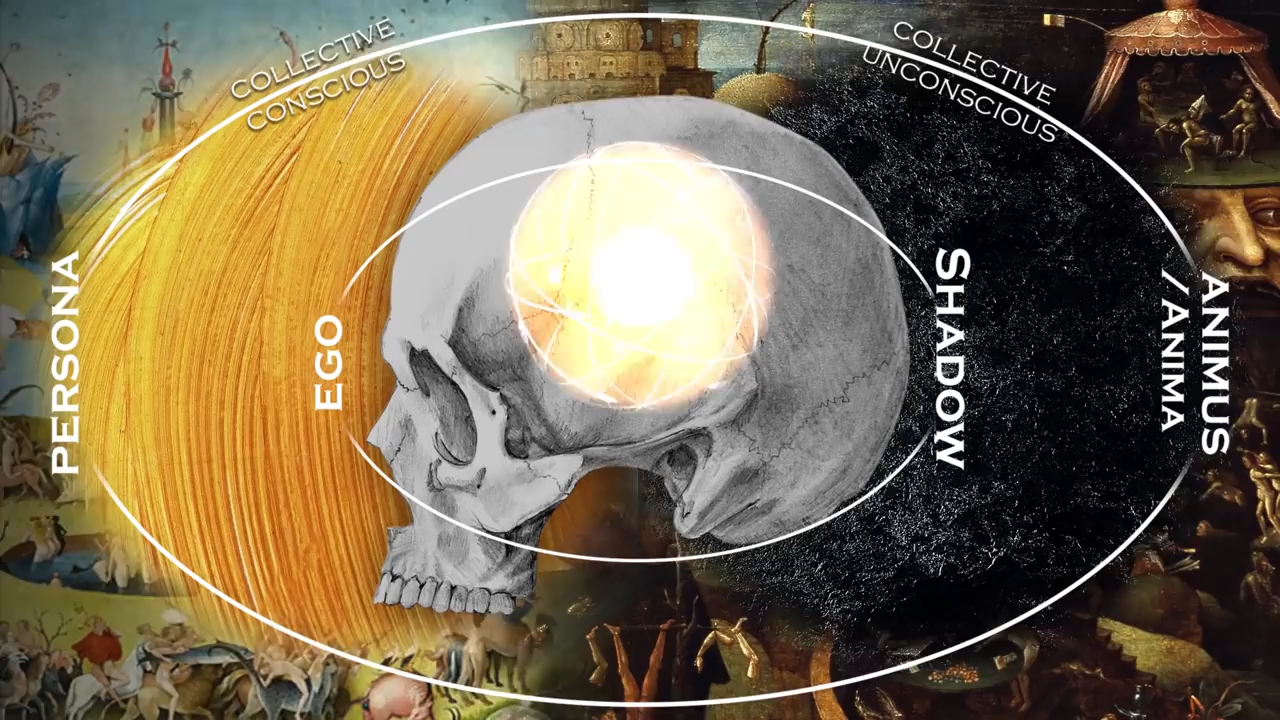 COLLECTIVE
CONSCIOUS
COLLECTIVE
UNCONSCIOUS
PERSONA
EGO
SHADOW
ANIMUS
/ANIMA